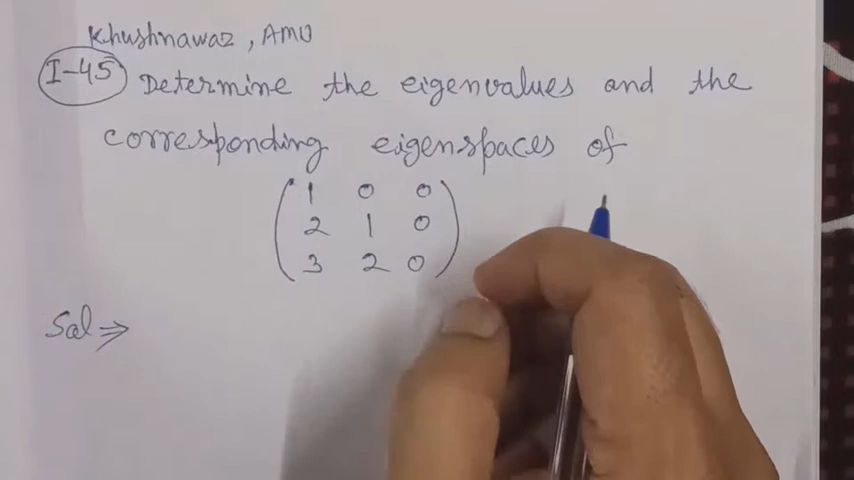 Khushnawaz, AMU
I-45 Determine the eigenvalues and the
corresponding eigenspaces of
1 0 0
2 1 0
3 2 0
Sol ⇒